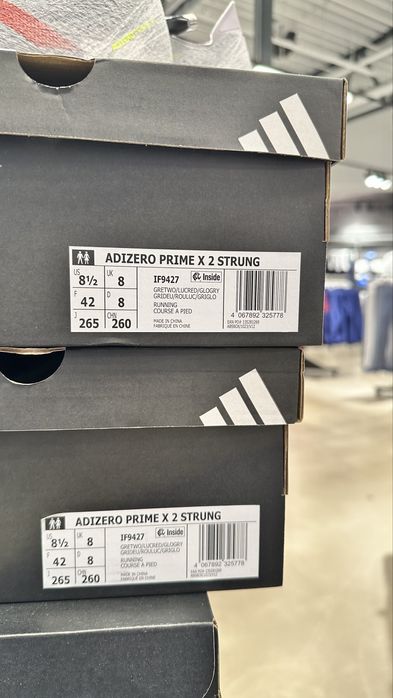 ADIZERO PRIME X 2 STRUNG
US 8½ UK 8
F 42 D 8
J 265 CHN 260
IF9427 Inside
GRETWO/LUCRED/GLOGRY
GRIDEU/ROULUC/GRIGLO
RUNNING
COURSE A PIED
MADE IN CHINA
FABRIQUE EN CHINE
4 067892 325778
ADIZERO PRIME X 2 STRUNG
US 8½ UK 8
F 42 D 8
J 265 CHN 260
IF9427 Inside
GRETWO/LUCRED/GLOGRY
GRIDEU/ROULUC/GRIGLO
RUNNING
COURSE A PIED
MADE IN CHINA
FABRIQUE EN CHINE
4 067892 325778